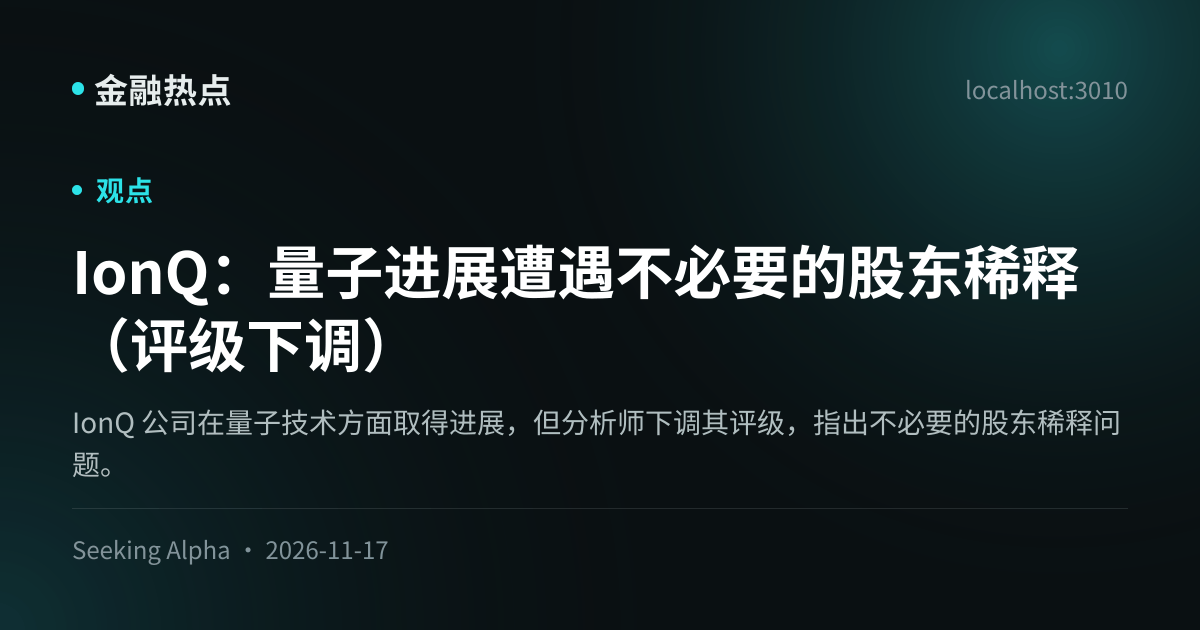 金融热点
localhost:3010
观点
IonQ：量子进展遭遇不必要的股东稀释
（评级下调）
IonQ 公司在量子技术方面取得进展，但分析师下调其评级，指出不必要的股东稀释问
题。
Seeking Alpha · 2026-11-17